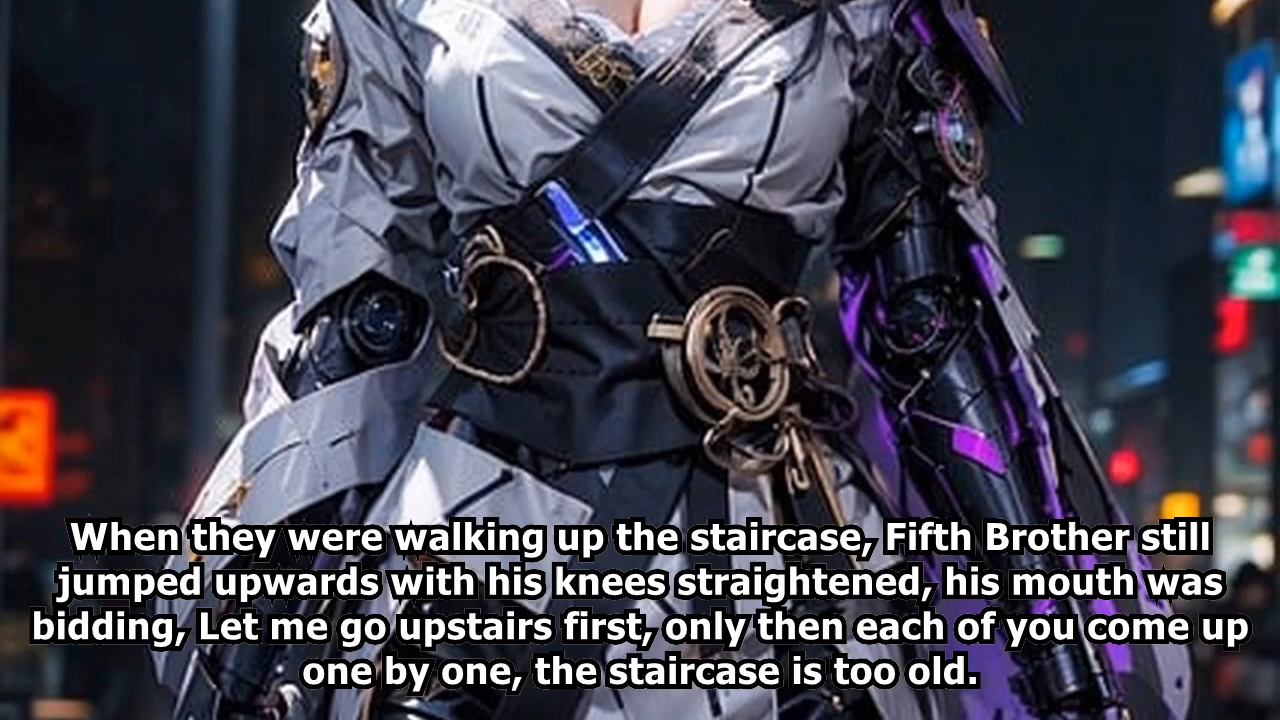 When they were walking up the staircase, Fifth Brother still
jumped upwards with his knees straightened, his mouth was
bidding, Let me go upstairs first, only then each of you come up
one by one, the staircase is too old.